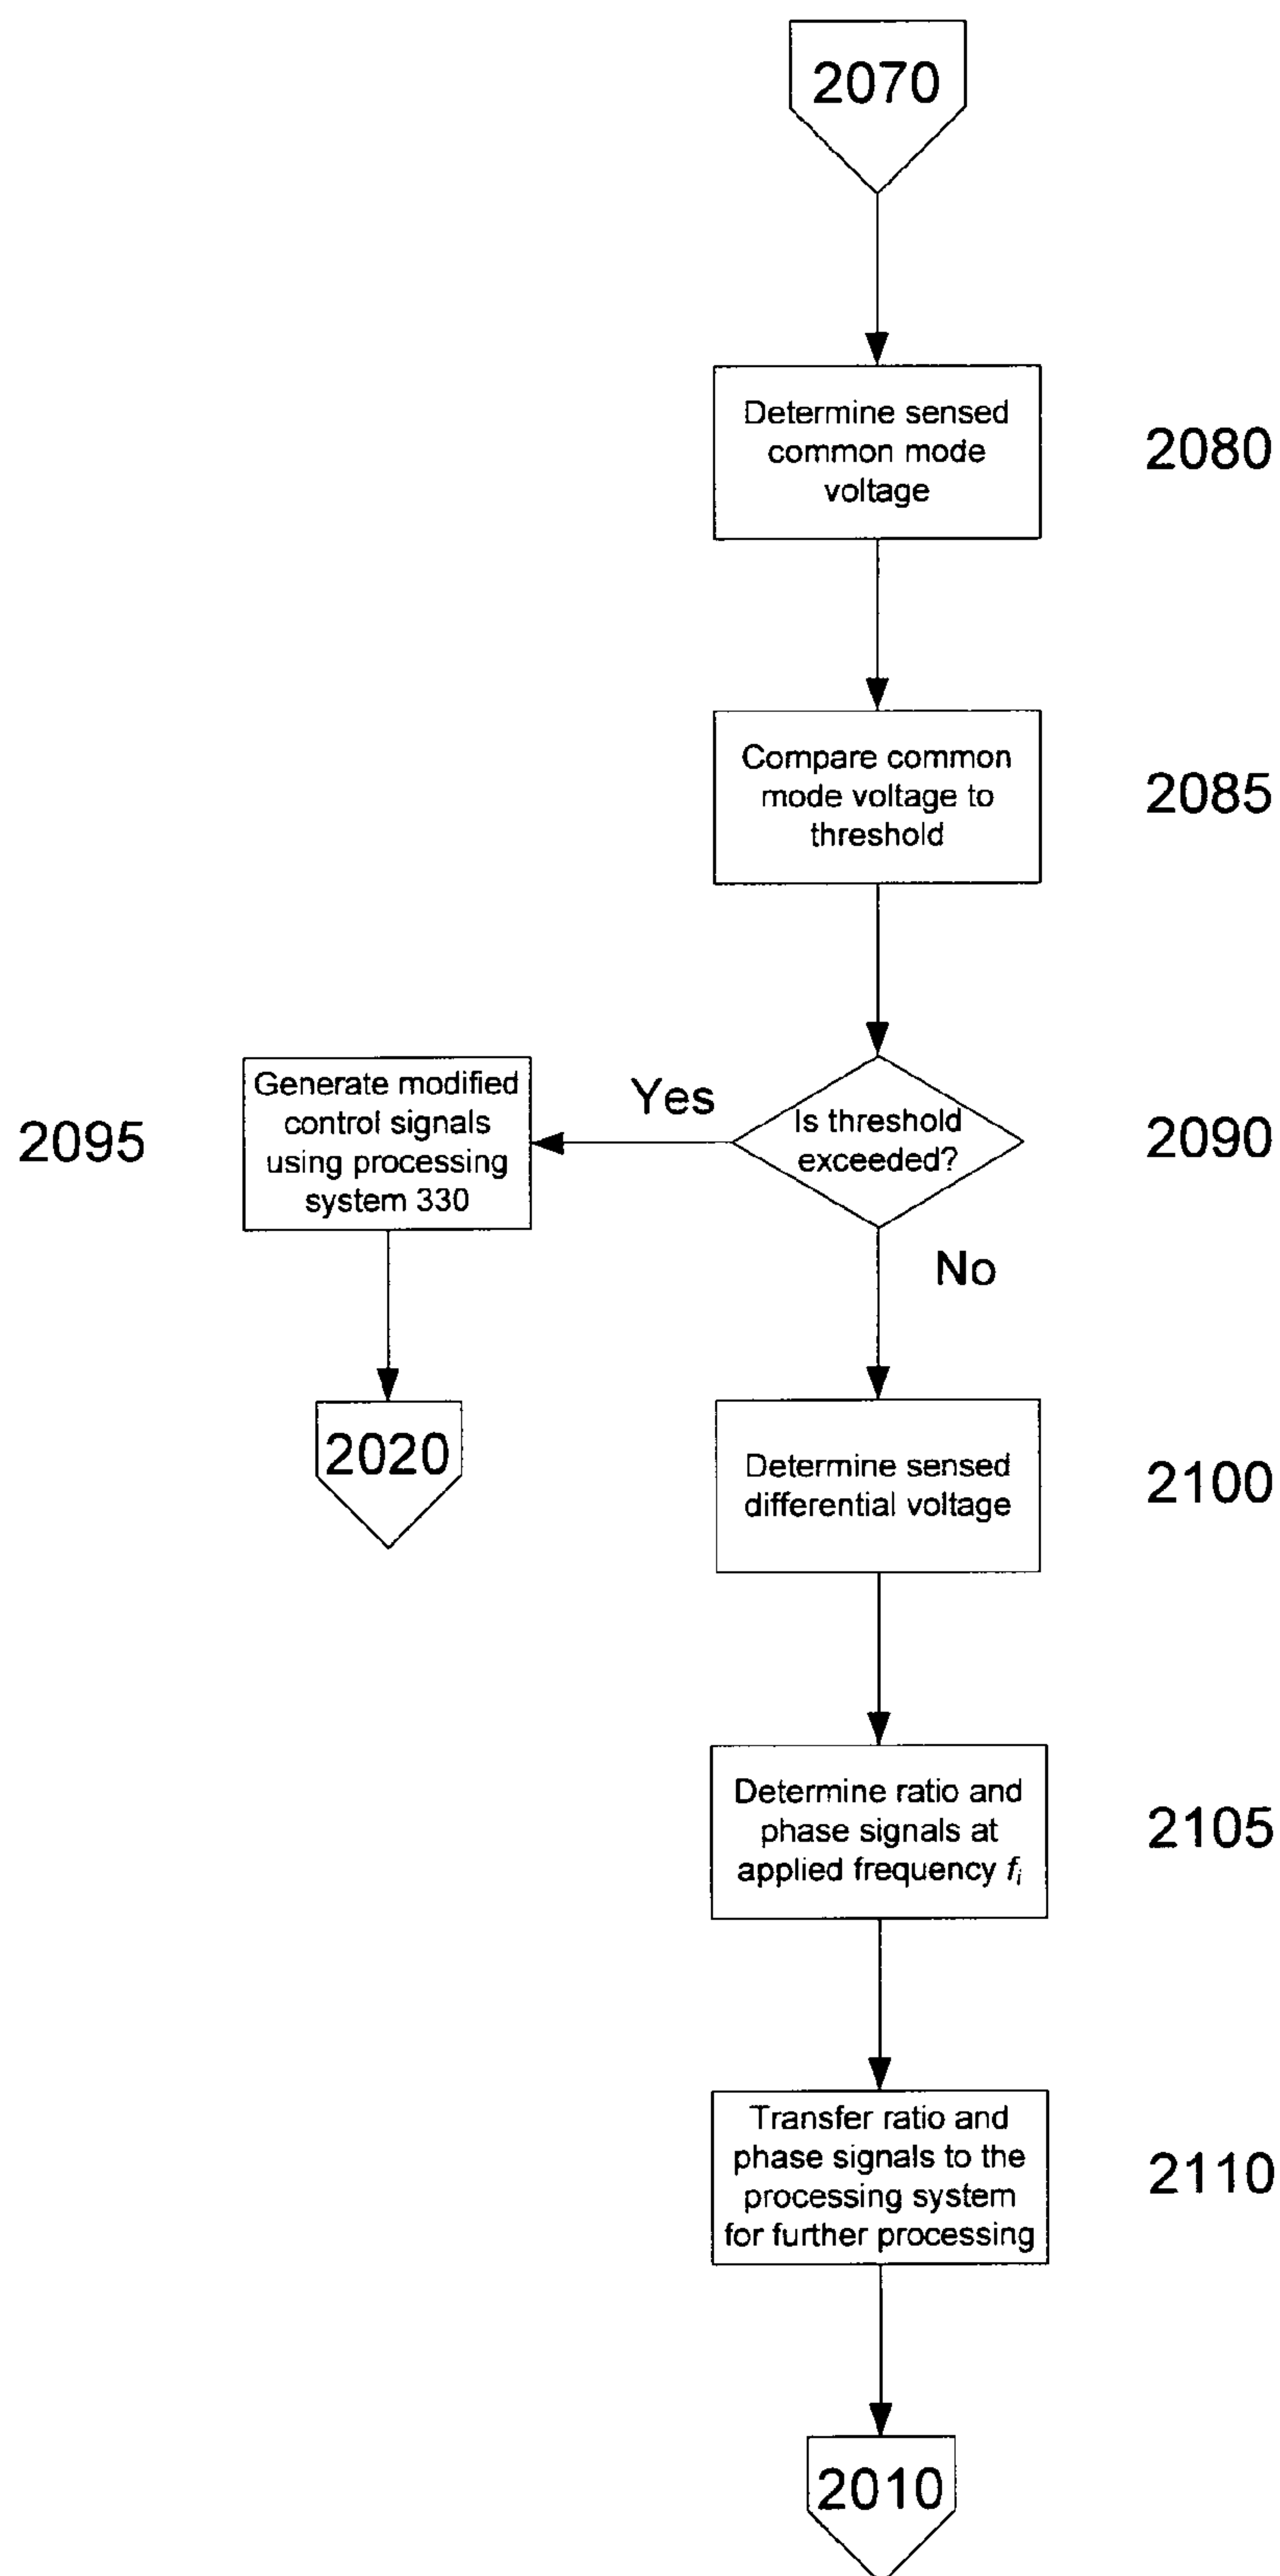 2070
Determine sensed
common mode
voltage
2080
Compare common
mode voltage to
threshold
2085
2095
Generate modified
control signals
using processing
system 330
Yes
Is threshold
exceeded?
2090
No
2020
Determine sensed
differential voltage
2100
Determine ratio and
phase signals at
applied frequency fi
2105
Transfer ratio and
phase signals to the
processing system
for further processing
2110
2010